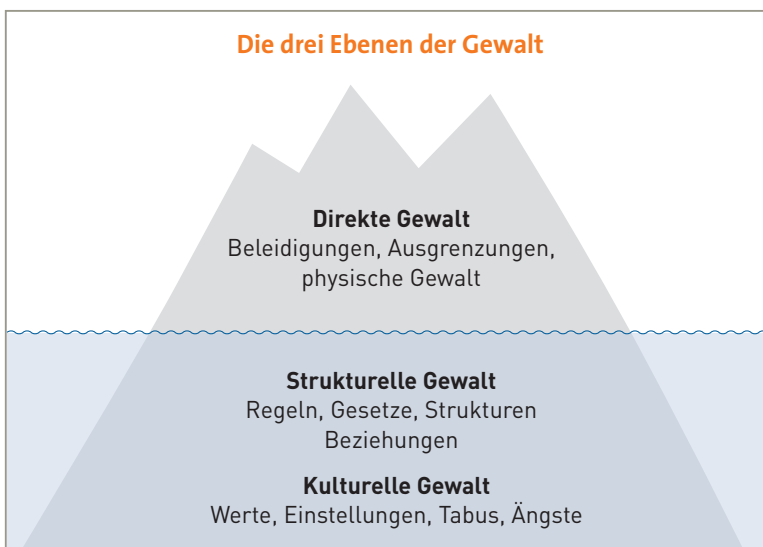 Die drei Ebenen der Gewalt
Direkte Gewalt
Beleidigungen, Ausgrenzungen,
physische Gewalt
Strukturelle Gewalt
Regeln, Gesetze, Strukturen
Beziehungen
Kulturelle Gewalt
Werte, Einstellungen, Tabus, Ängste